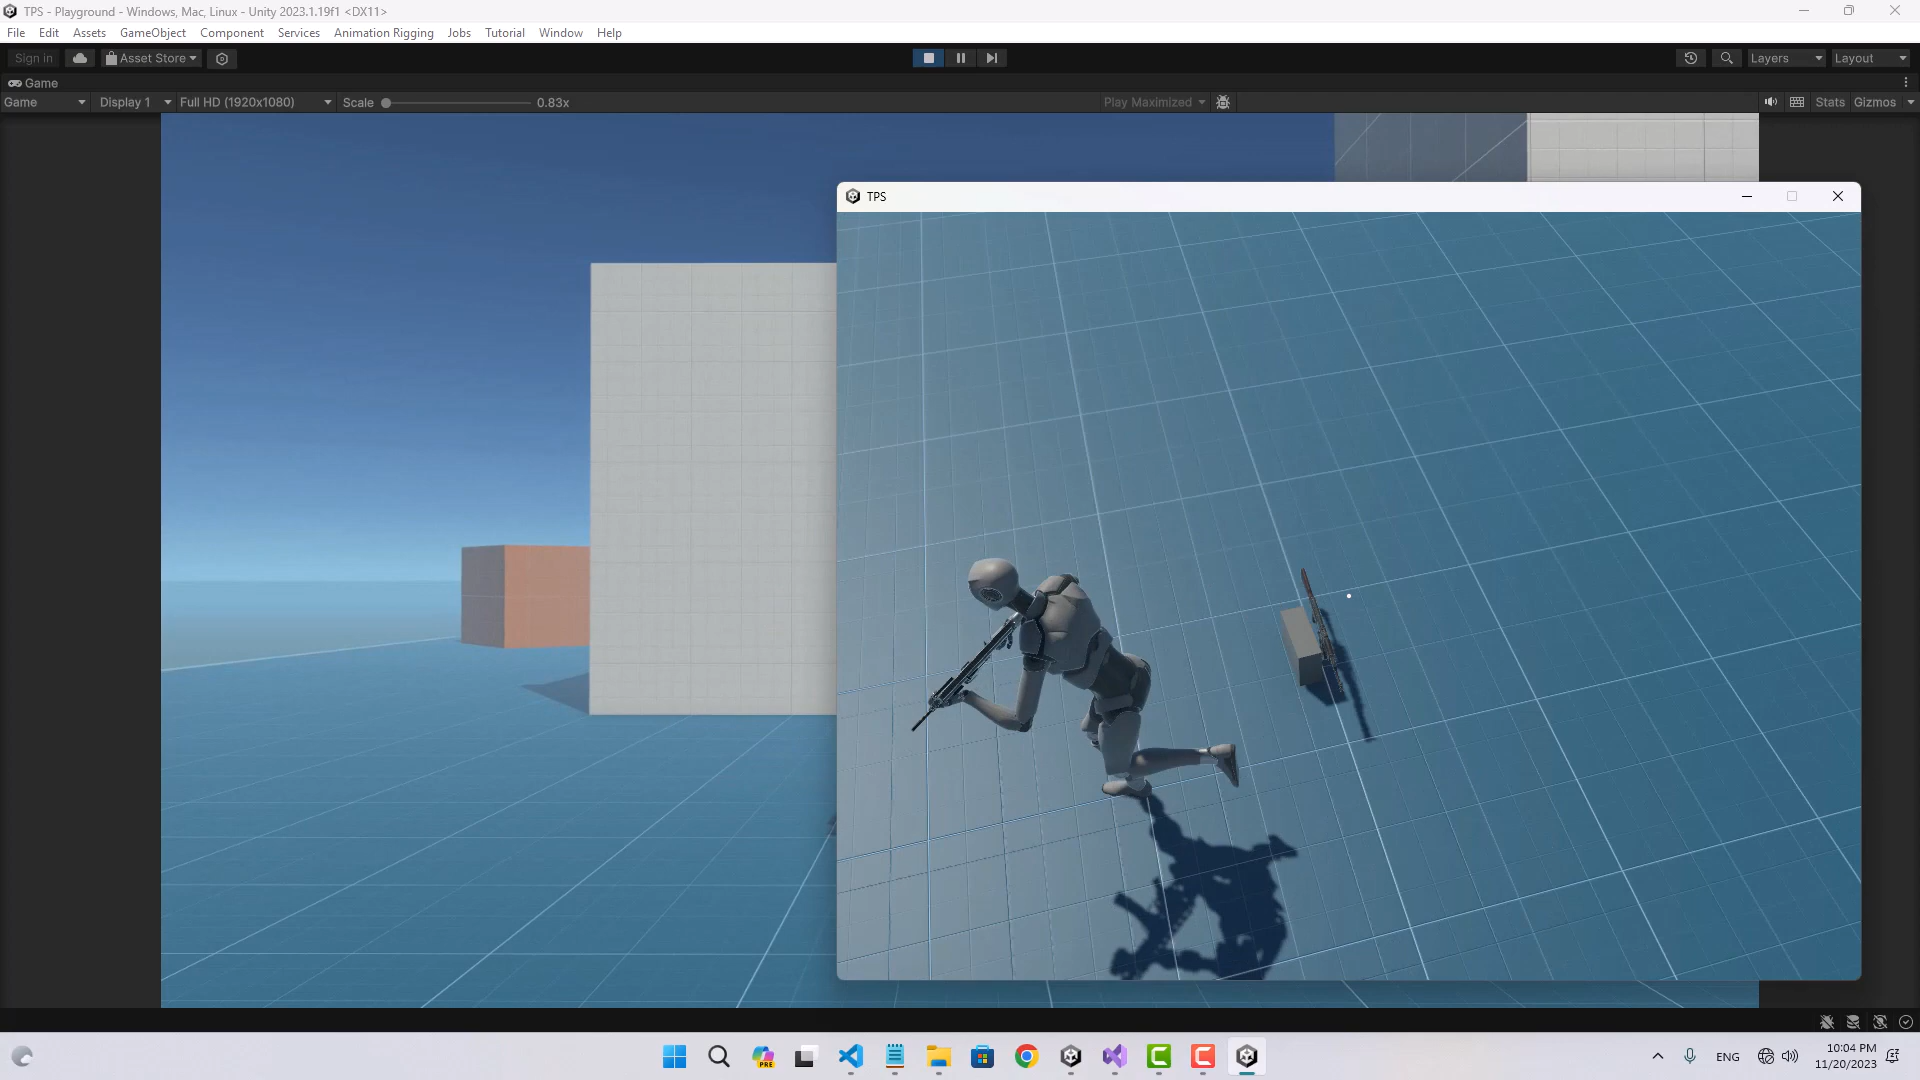 TPS - Playground - Windows, Mac, Linux - Unity 2023.1.19f1 <DX11>
File Edit Assets GameObject Component Services Animation Rigging Jobs Tutorial Window Help
Sign in Asset Store Layers Layout
Game
Game Display 1 Full HD (1920x1080) Scale 0.83x Play Maximized Stats Gizmos
TPS
PRE
ENG
10:04 PM
11/20/2023